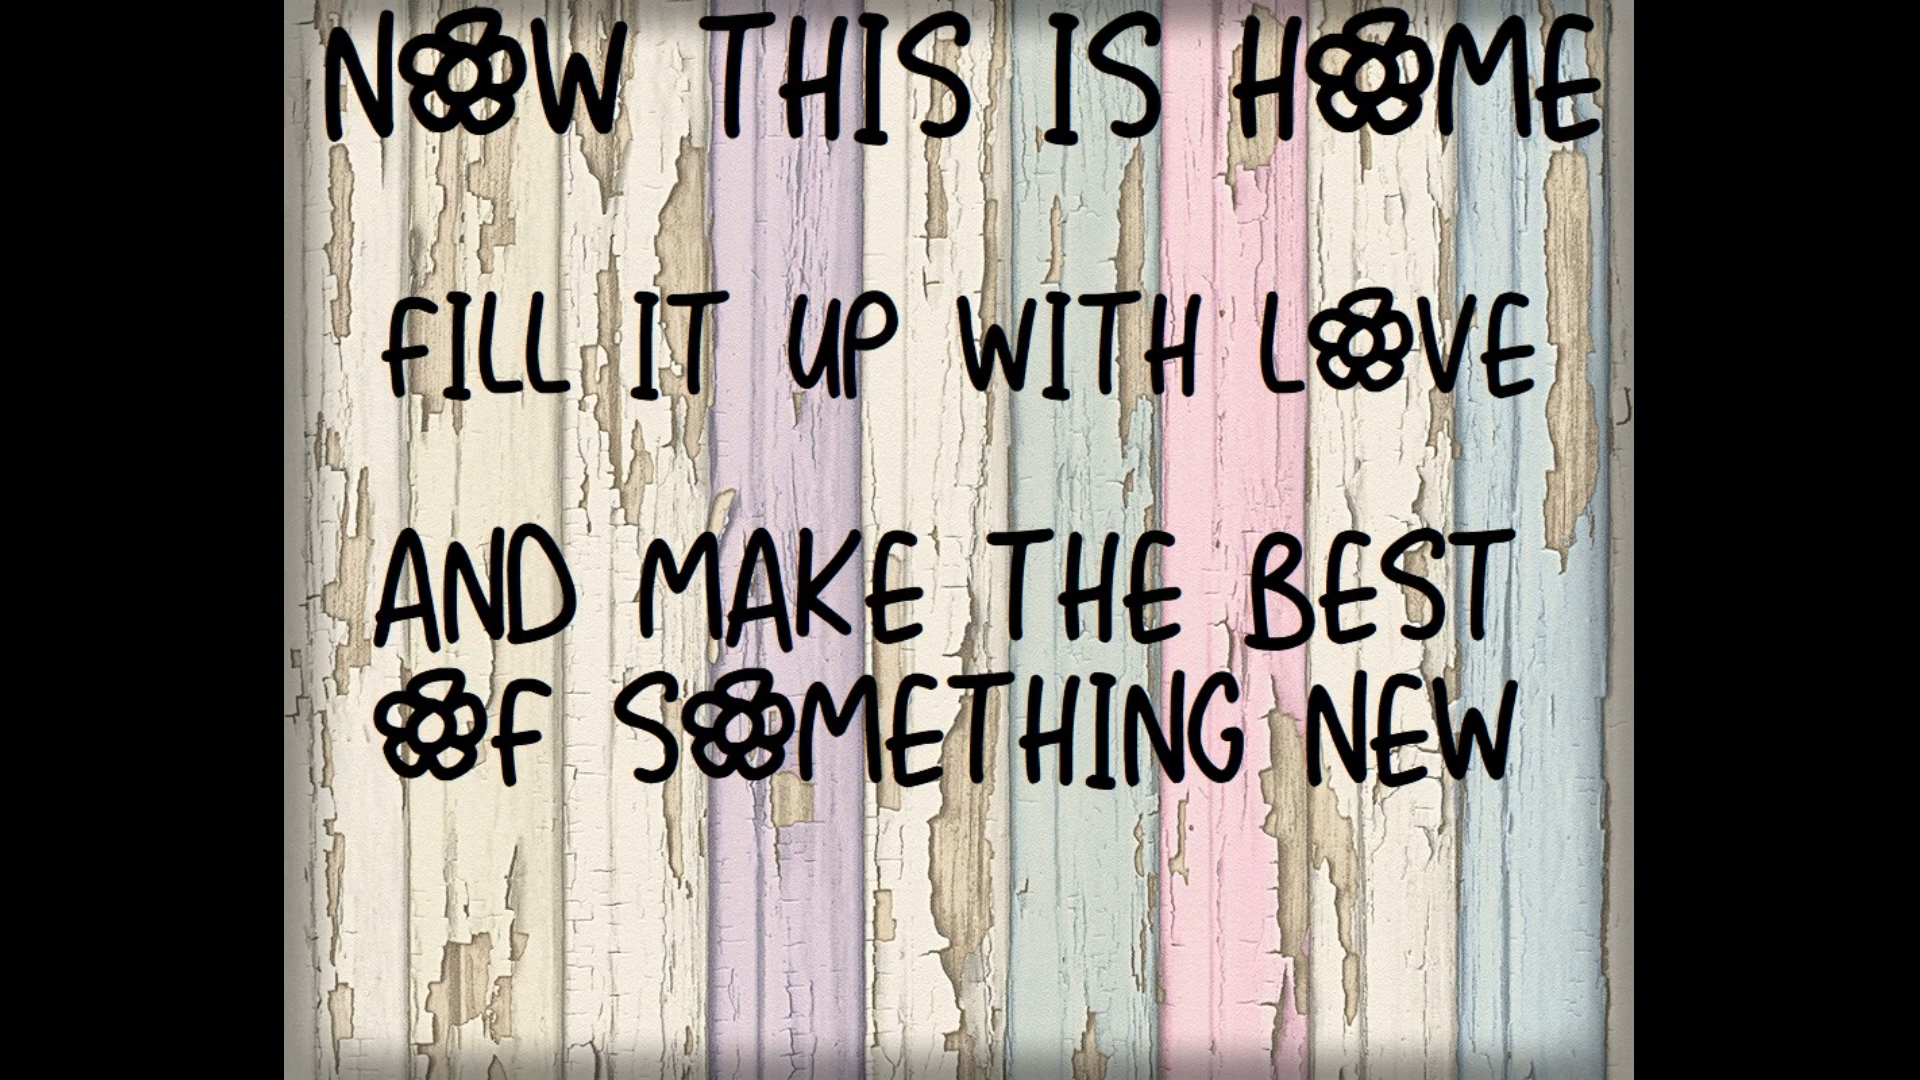 NOW THIS IS HOME
FILL IT UP WITH LOVE
AND MAKE THE BEST
OF SOMETHING NEW